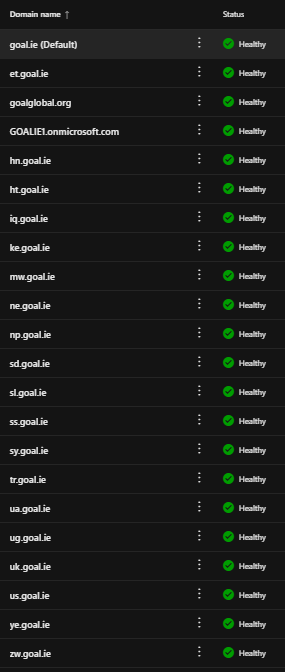 Domain name ↑ Status
goal.ie (Default) Healthy
et.goal.ie Healthy
goalglobal.org Healthy
GOALIE1.onmicrosoft.com Healthy
hn.goal.ie Healthy
ht.goal.ie Healthy
iq.goal.ie Healthy
ke.goal.ie Healthy
mw.goal.ie Healthy
ne.goal.ie Healthy
np.goal.ie Healthy
sd.goal.ie Healthy
sl.goal.ie Healthy
ss.goal.ie Healthy
sy.goal.ie Healthy
tr.goal.ie Healthy
ua.goal.ie Healthy
ug.goal.ie Healthy
uk.goal.ie Healthy
us.goal.ie Healthy
ye.goal.ie Healthy
zw.goal.ie Healthy